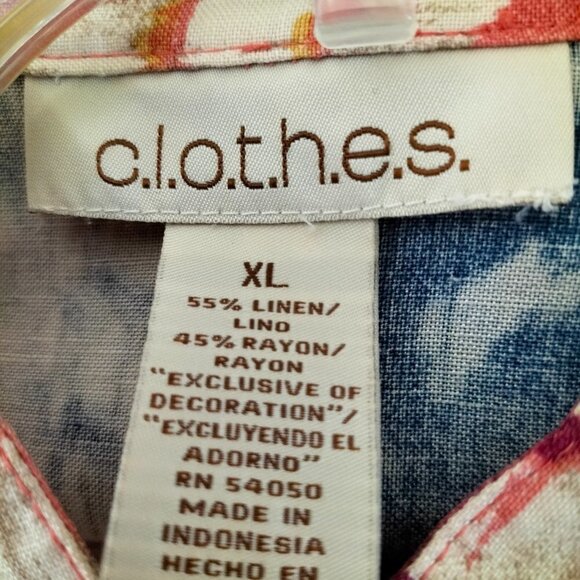 c.l.o.t.h.e.s.
XL
55% LINEN/
LINO
45% RAYON/
RAYON
"EXCLUSIVE OF
DECORATION"/
"EXCLUYENDO EL
ADORNO"
RN 54050
MADE IN
INDONESIA
HECHO EN